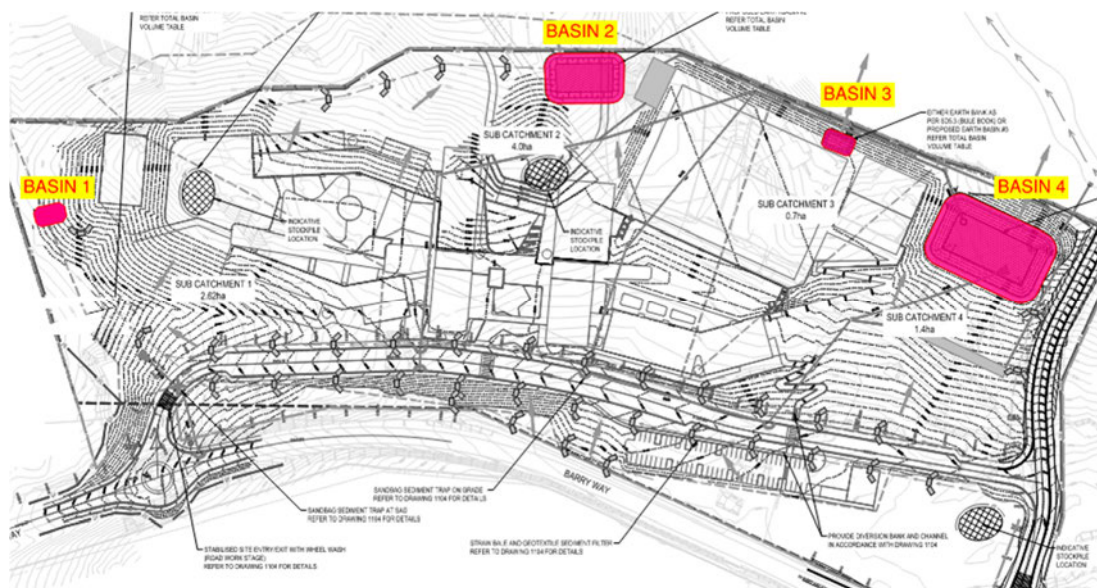 REFER TOTAL BASIN
VOLUME TABLE
BASIN 2
REFER TOTAL BASIN
VOLUME TABLE
BASIN 3
EITHER EARTH BANK AS
PER SD5.5 (BULE BOOK) OR
PROPOSED EARTH BASIN #3
REFER TOTAL BASIN
VOLUME TABLE
SUB CATCHMENT 2
4.0ha
BASIN 1
BASIN 4
INDICATIVE
STOCKPILE
LOCATION
INDICATIVE
STOCKPILE
LOCATION
SUB CATCHMENT 3
0.7ha
SUB CATCHMENT 1
2.62ha
SUB CATCHMENT 4
1.4ha
BARRY WAY
SANDBAG SEDIMENT TRAP ON GRADE
REFER TO DRAWING 1104 FOR DETAILS
SANDBAG SEDIMENT TRAP AT SAG
REFER TO DRAWING 1104 FOR DETAILS
STRAW BALE AND GEOTEXTILE SEDIMENT FILTER
REFER TO DRAWING 1104 FOR DETAILS
PROVIDE DIVERSION BANK AND CHANNEL
IN ACCORDANCE WITH DRAWING 1104
STABILISED SITE ENTRY/EXIT WITH WHEEL WASH
(ROAD WORK STAGE)
REFER TO DRAWING 1104 FOR DETAILS
INDICATIVE
STOCKPILE
LOCATION